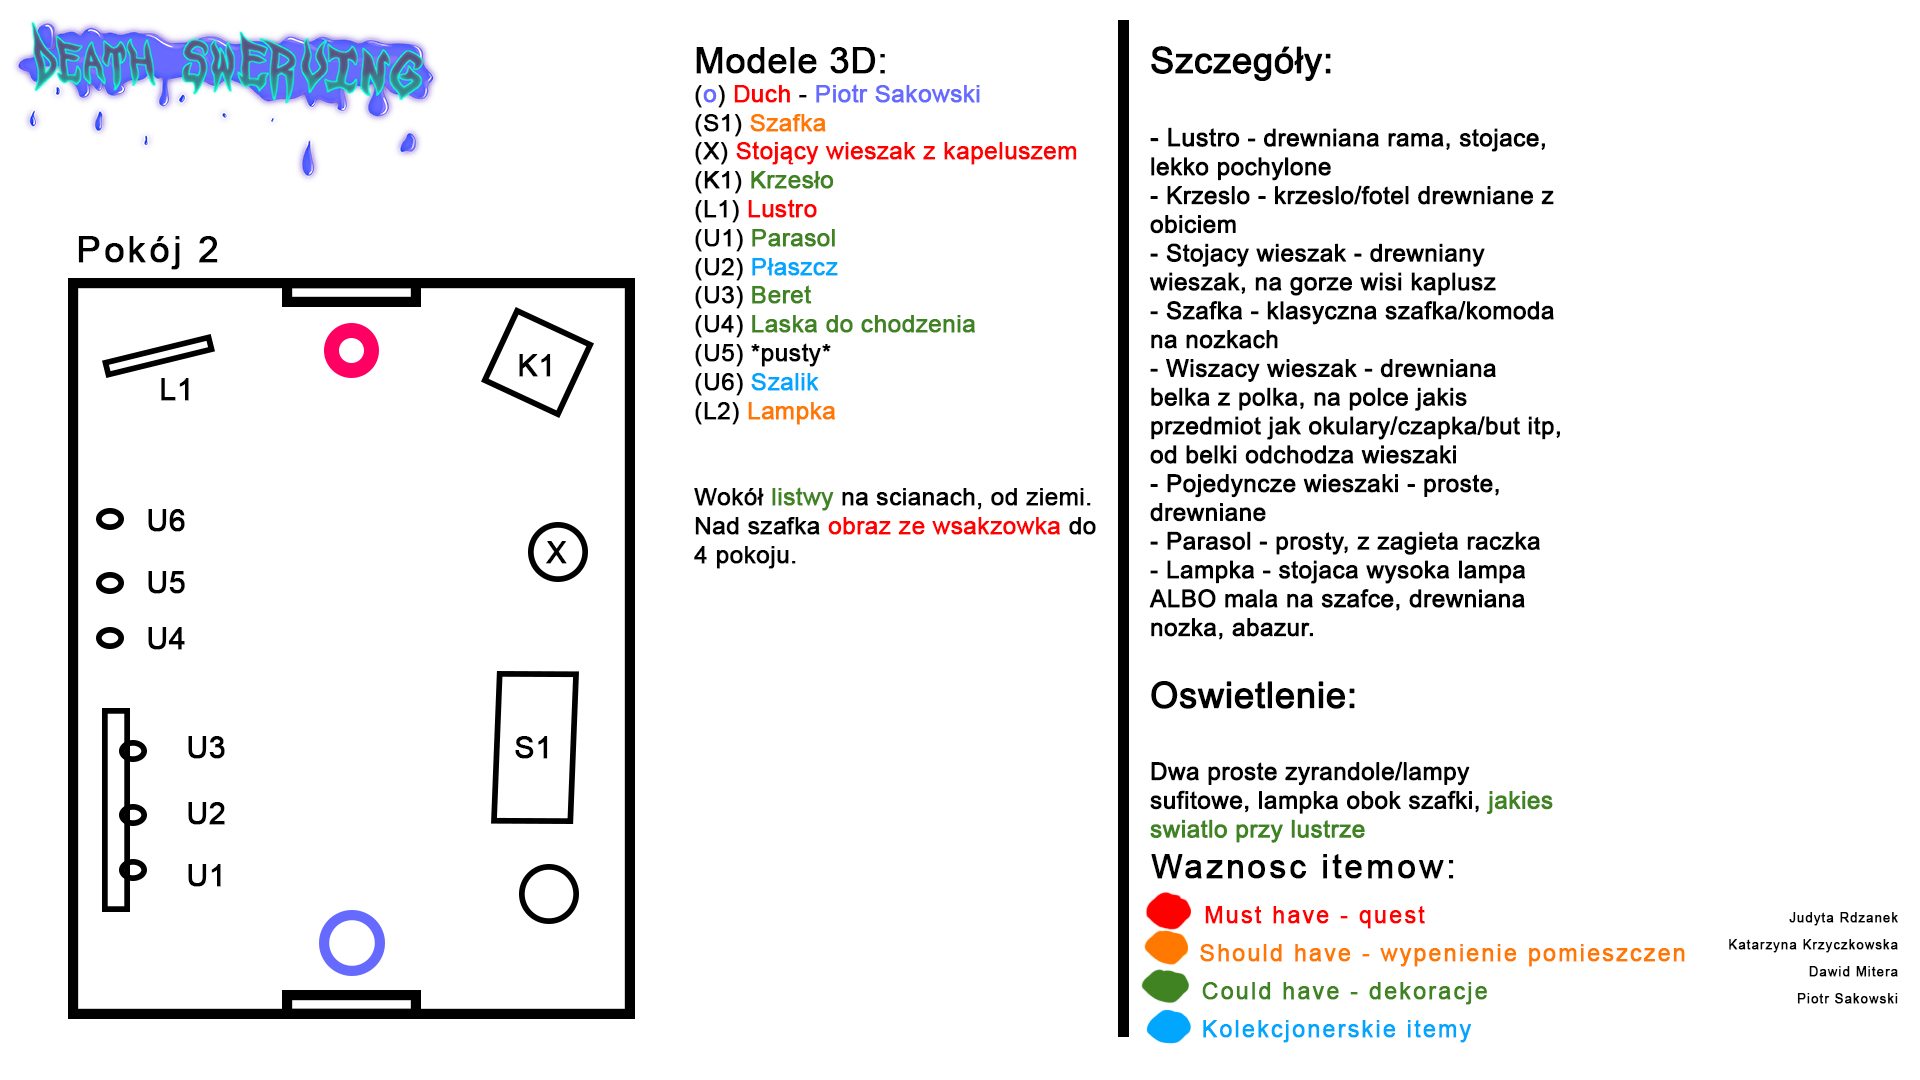 DEATH SWERVING
Pokój 2
L1
K1
U6
X
U5
U4
U3
S1
U2
U1
Modele 3D:
(o) Duch - Piotr Sakowski
(S1) Szafka
(X) Stojący wieszak z kapeluszem
(K1) Krzesło
(L1) Lustro
(U1) Parasol
(U2) Płaszcz
(U3) Beret
(U4) Laska do chodzenia
(U5) *pusty*
(U6) Szalik
(L2) Lampka
Wokół listwy na scianach, od ziemi.
Nad szafka obraz ze wsakzowka do
4 pokoju.
Szczegóły:
- Lustro - drewniana rama, stojace,
lekko pochylone
- Krzeslo - krzeslo/fotel drewniane z
obiciem
- Stojacy wieszak - drewniany
wieszak, na gorze wisi kaplusz
- Szafka - klasyczna szafka/komoda
na nozkach
- Wiszacy wieszak - drewniana
belka z polka, na polce jakis
przedmiot jak okulary/czapka/but itp,
od belki odchodza wieszaki
- Pojedyncze wieszaki - proste,
drewniane
- Parasol - prosty, z zagieta raczka
- Lampka - stojaca wysoka lampa
ALBO mala na szafce, drewniana
nozka, abazur.
Oswietlenie:
Dwa proste zyrandole/lampy
sufitowe, lampka obok szafki, jakies
swiatlo przy lustrze
Waznosc itemow:
Must have - quest
Should have - wypenienie pomieszczen
Could have - dekoracje
Kolekcjonerskie itemy
Judyta Rdzanek
Katarzyna Krzyczkowska
Dawid Mitera
Piotr Sakowski